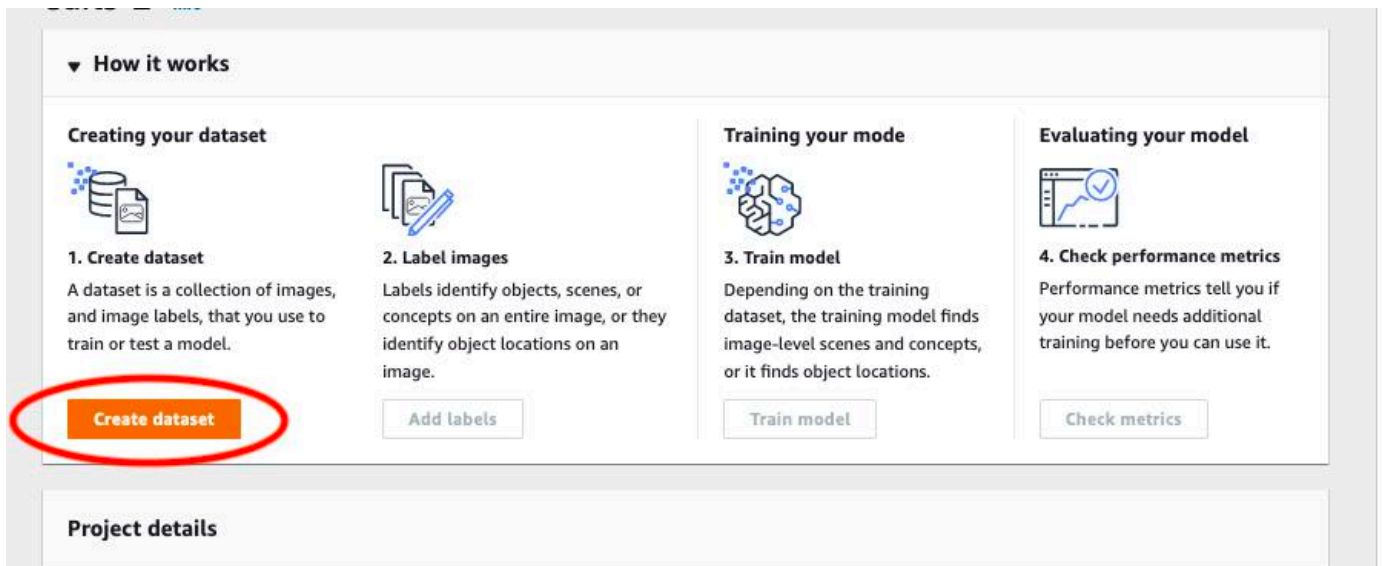 How it works
Creating your dataset
1. Create dataset
A dataset is a collection of images,
and image labels, that you use to
train or test a model.
Create dataset
2. Label images
Labels identify objects, scenes, or
concepts on an entire image, or they
identify object locations on an
image.
Add labels
Training your mode
3. Train model
Depending on the training
dataset, the training model finds
image-level scenes and concepts,
or it finds object locations.
Train model
Evaluating your model
4. Check performance metrics
Performance metrics tell you if
your model needs additional
training before you can use it.
Check metrics
Project details